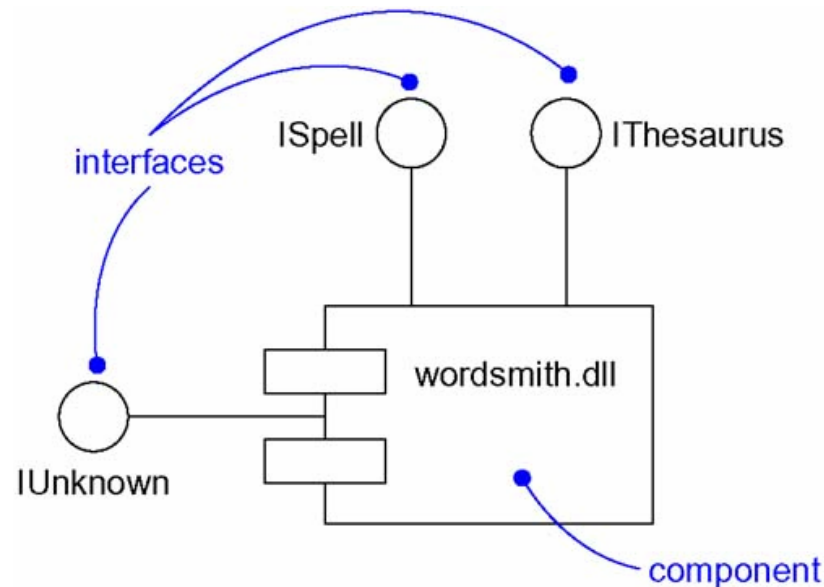 ISpell
IThesaurus
interfaces
wordsmith.dll
IUnknown
component